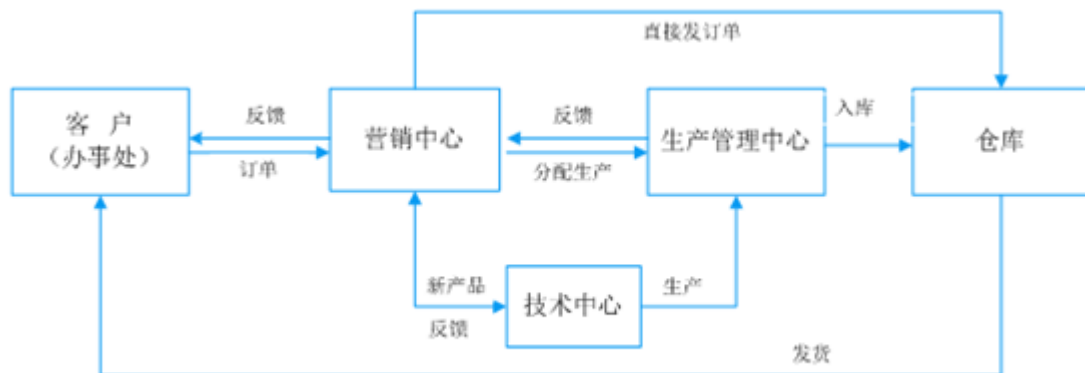 直接发订单
客 户
（办事处）
反馈
订单
营销中心
反馈
分配生产
生产管理中心
入库
仓库
新产品
反馈
技术中心
生产
发货